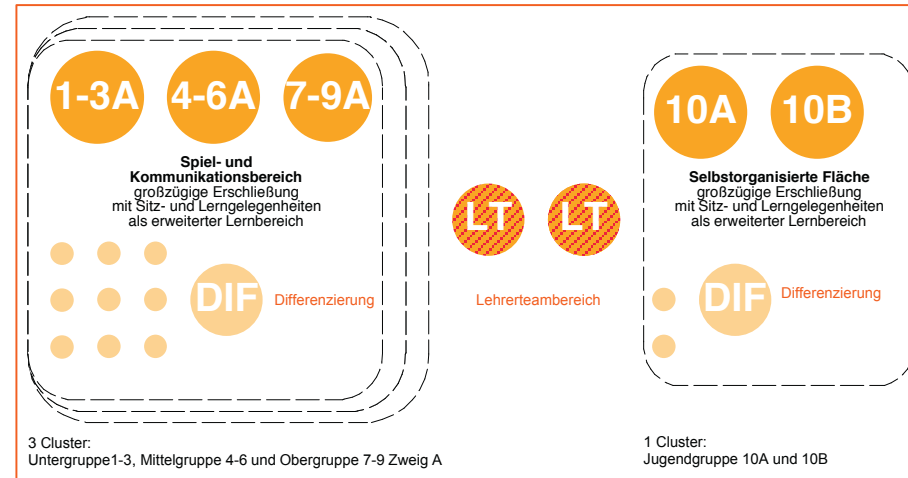 1-3A 4-6A 7-9A
Spiel- und
Kommunikationsbereich
großzügige Erschließung
mit Sitz- und Lerngelegenheiten
als erweiterter Lernbereich
DIF
Differenzierung
3 Cluster:
Untergruppe1-3, Mittelgruppe 4-6 und Obergruppe 7-9 Zweig A
LT LT
Lehrerteambereich
10A 10B
Selbstorganisierte Fläche
großzügige Erschließung
mit Sitz- und Lerngelegenheiten
als erweiterter Lernbereich
DIF
Differenzierung
1 Cluster:
Jugendgruppe 10A und 10B